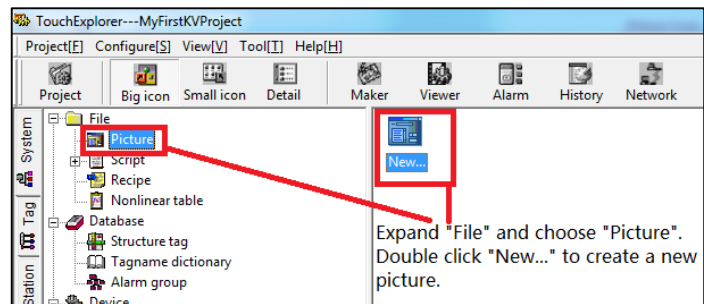 TouchExplorer---MyFirstKVProject
Project[F] Configure[S] View[V] Tool[T] Help[H]
Project Big icon Small icon Detail Maker Viewer Alarm History Network
System
Tag
Station
File
Picture
Script
Recipe
Nonlinear table
Database
Structure tag
Tagname dictionary
Alarm group
Device
New...
Expand "File" and choose "Picture".
Double click "New..." to create a new
picture.